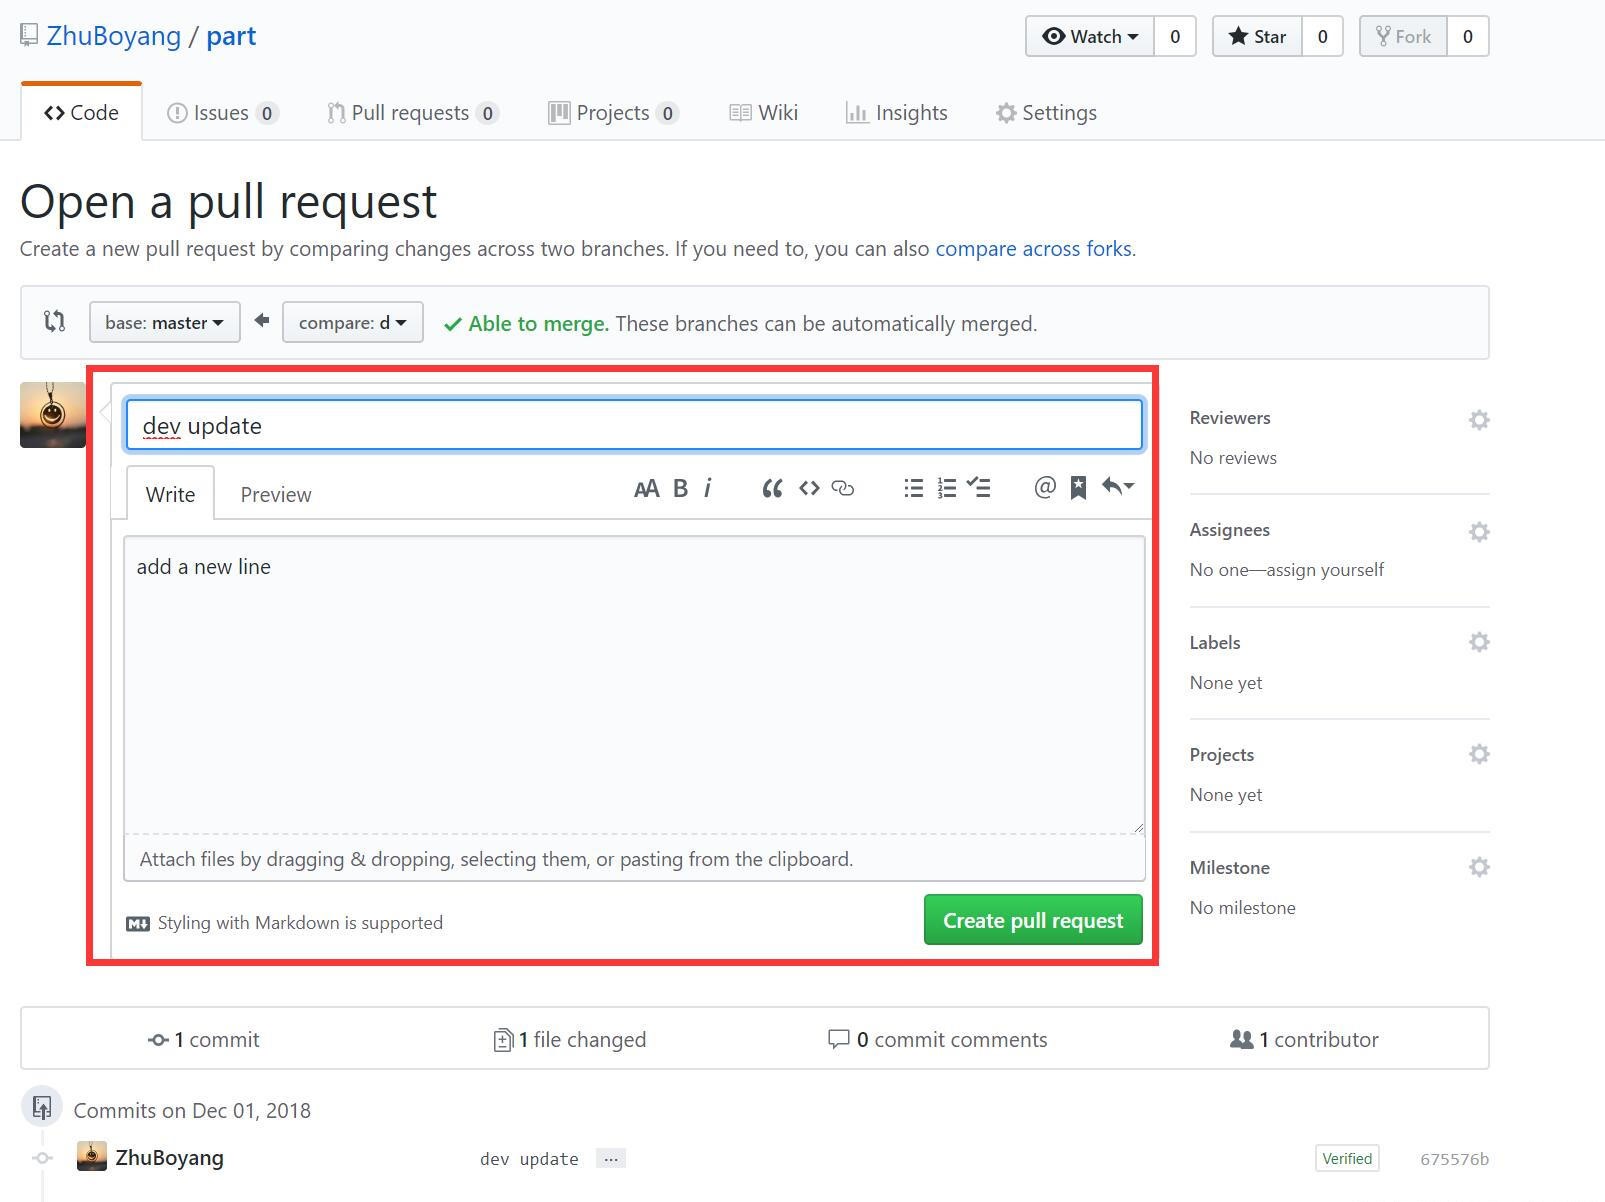 ZhuBoyang / part
Watch 0 Star 0 Fork 0
Code Issues 0 Pull requests 0 Projects 0 Wiki Insights Settings
Open a pull request
Create a new pull request by comparing changes across two branches. If you need to, you can also compare across forks.
base: master compare: d Able to merge. These branches can be automatically merged.
dev update
Write Preview AA B i
add a new line
Attach files by dragging & dropping, selecting them, or pasting from the clipboard.
Styling with Markdown is supported
Create pull request
Reviewers
No reviews
Assignees
No one—assign yourself
Labels
None yet
Projects
None yet
Milestone
No milestone
1 commit 1 file changed 0 commit comments 1 contributor
Commits on Dec 01, 2018
ZhuBoyang dev update ... Verified 675576b